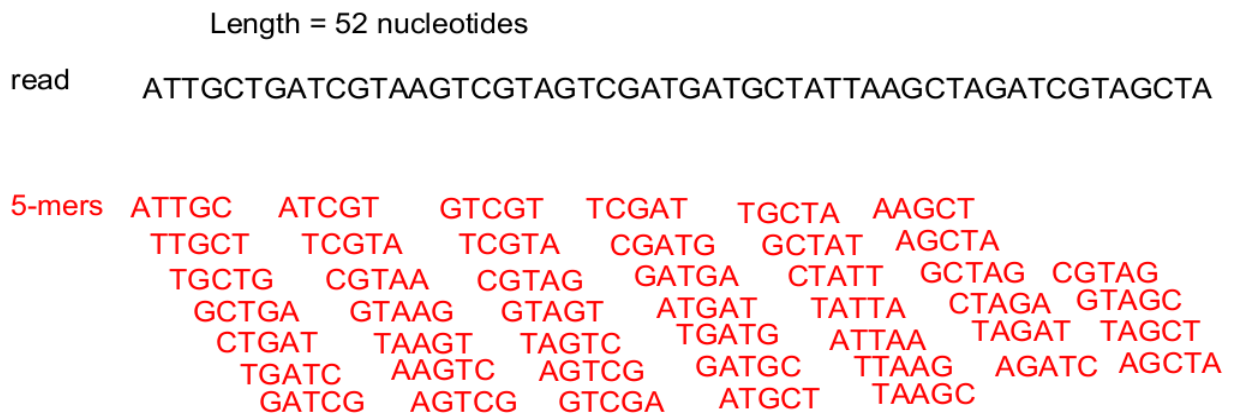 Length = 52 nucleotides
read ATTGCTGATCGTAAGTCGTAGTCGATGATGCTATTAAGCTAGATCGTAGCTA
5-mers ATTGC ATCGT GTCGT TCGAT TGCTA AAGCT
TTGCT TCGTA TCGTA CGATG GCTAT AGCTA
TGCTG CGTAA CGTAG GATGA CTATT GCTAG CGTAG
GCTGA GTAAG GTAGT ATGAT TATTA CTAGA GTAGC
CTGAT TAAGT TAGTC TGATG ATTAA TAGAT TAGCT
TGATC AAGTC AGTCG GATGC TTAAG AGATC AGCTA
GATCG AGTCG GTCGA ATGCT TAAGC